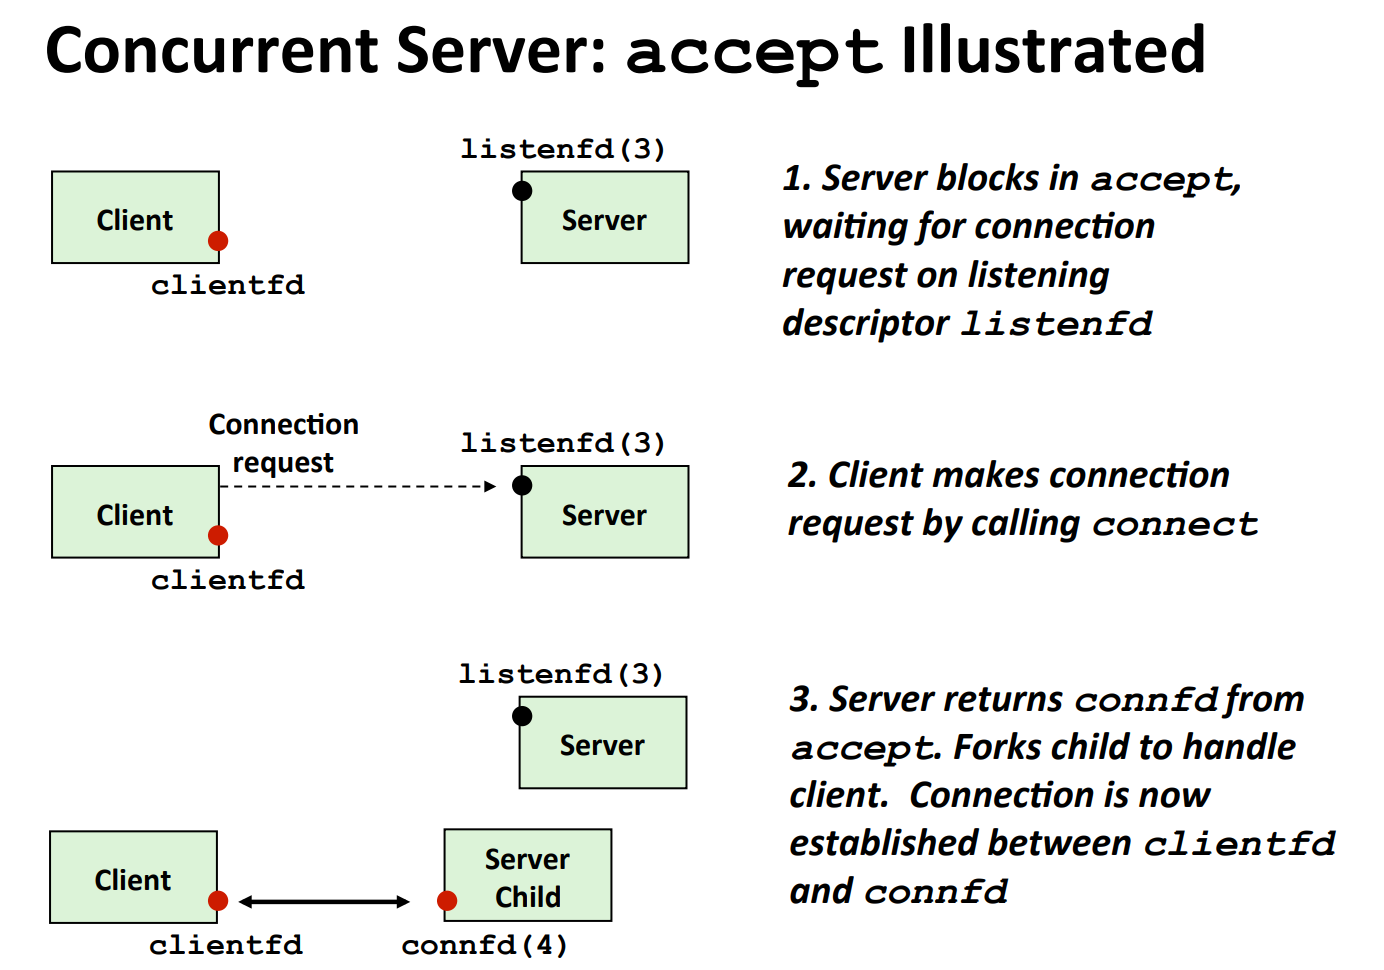 Concurrent Server: accept Illustrated
listenfd(3)
Client
Server
clientfd
1. Server blocks in accept,
waiting for connection
request on listening
descriptor listenfd
Connection
request
listenfd(3)
Client
Server
clientfd
2. Client makes connection
request by calling connect
listenfd(3)
Server
Client
Server
Child
clientfd
connfd(4)
3. Server returns connfd from
accept. Forks child to handle
client.  Connection is now
established between clientfd
and connfd